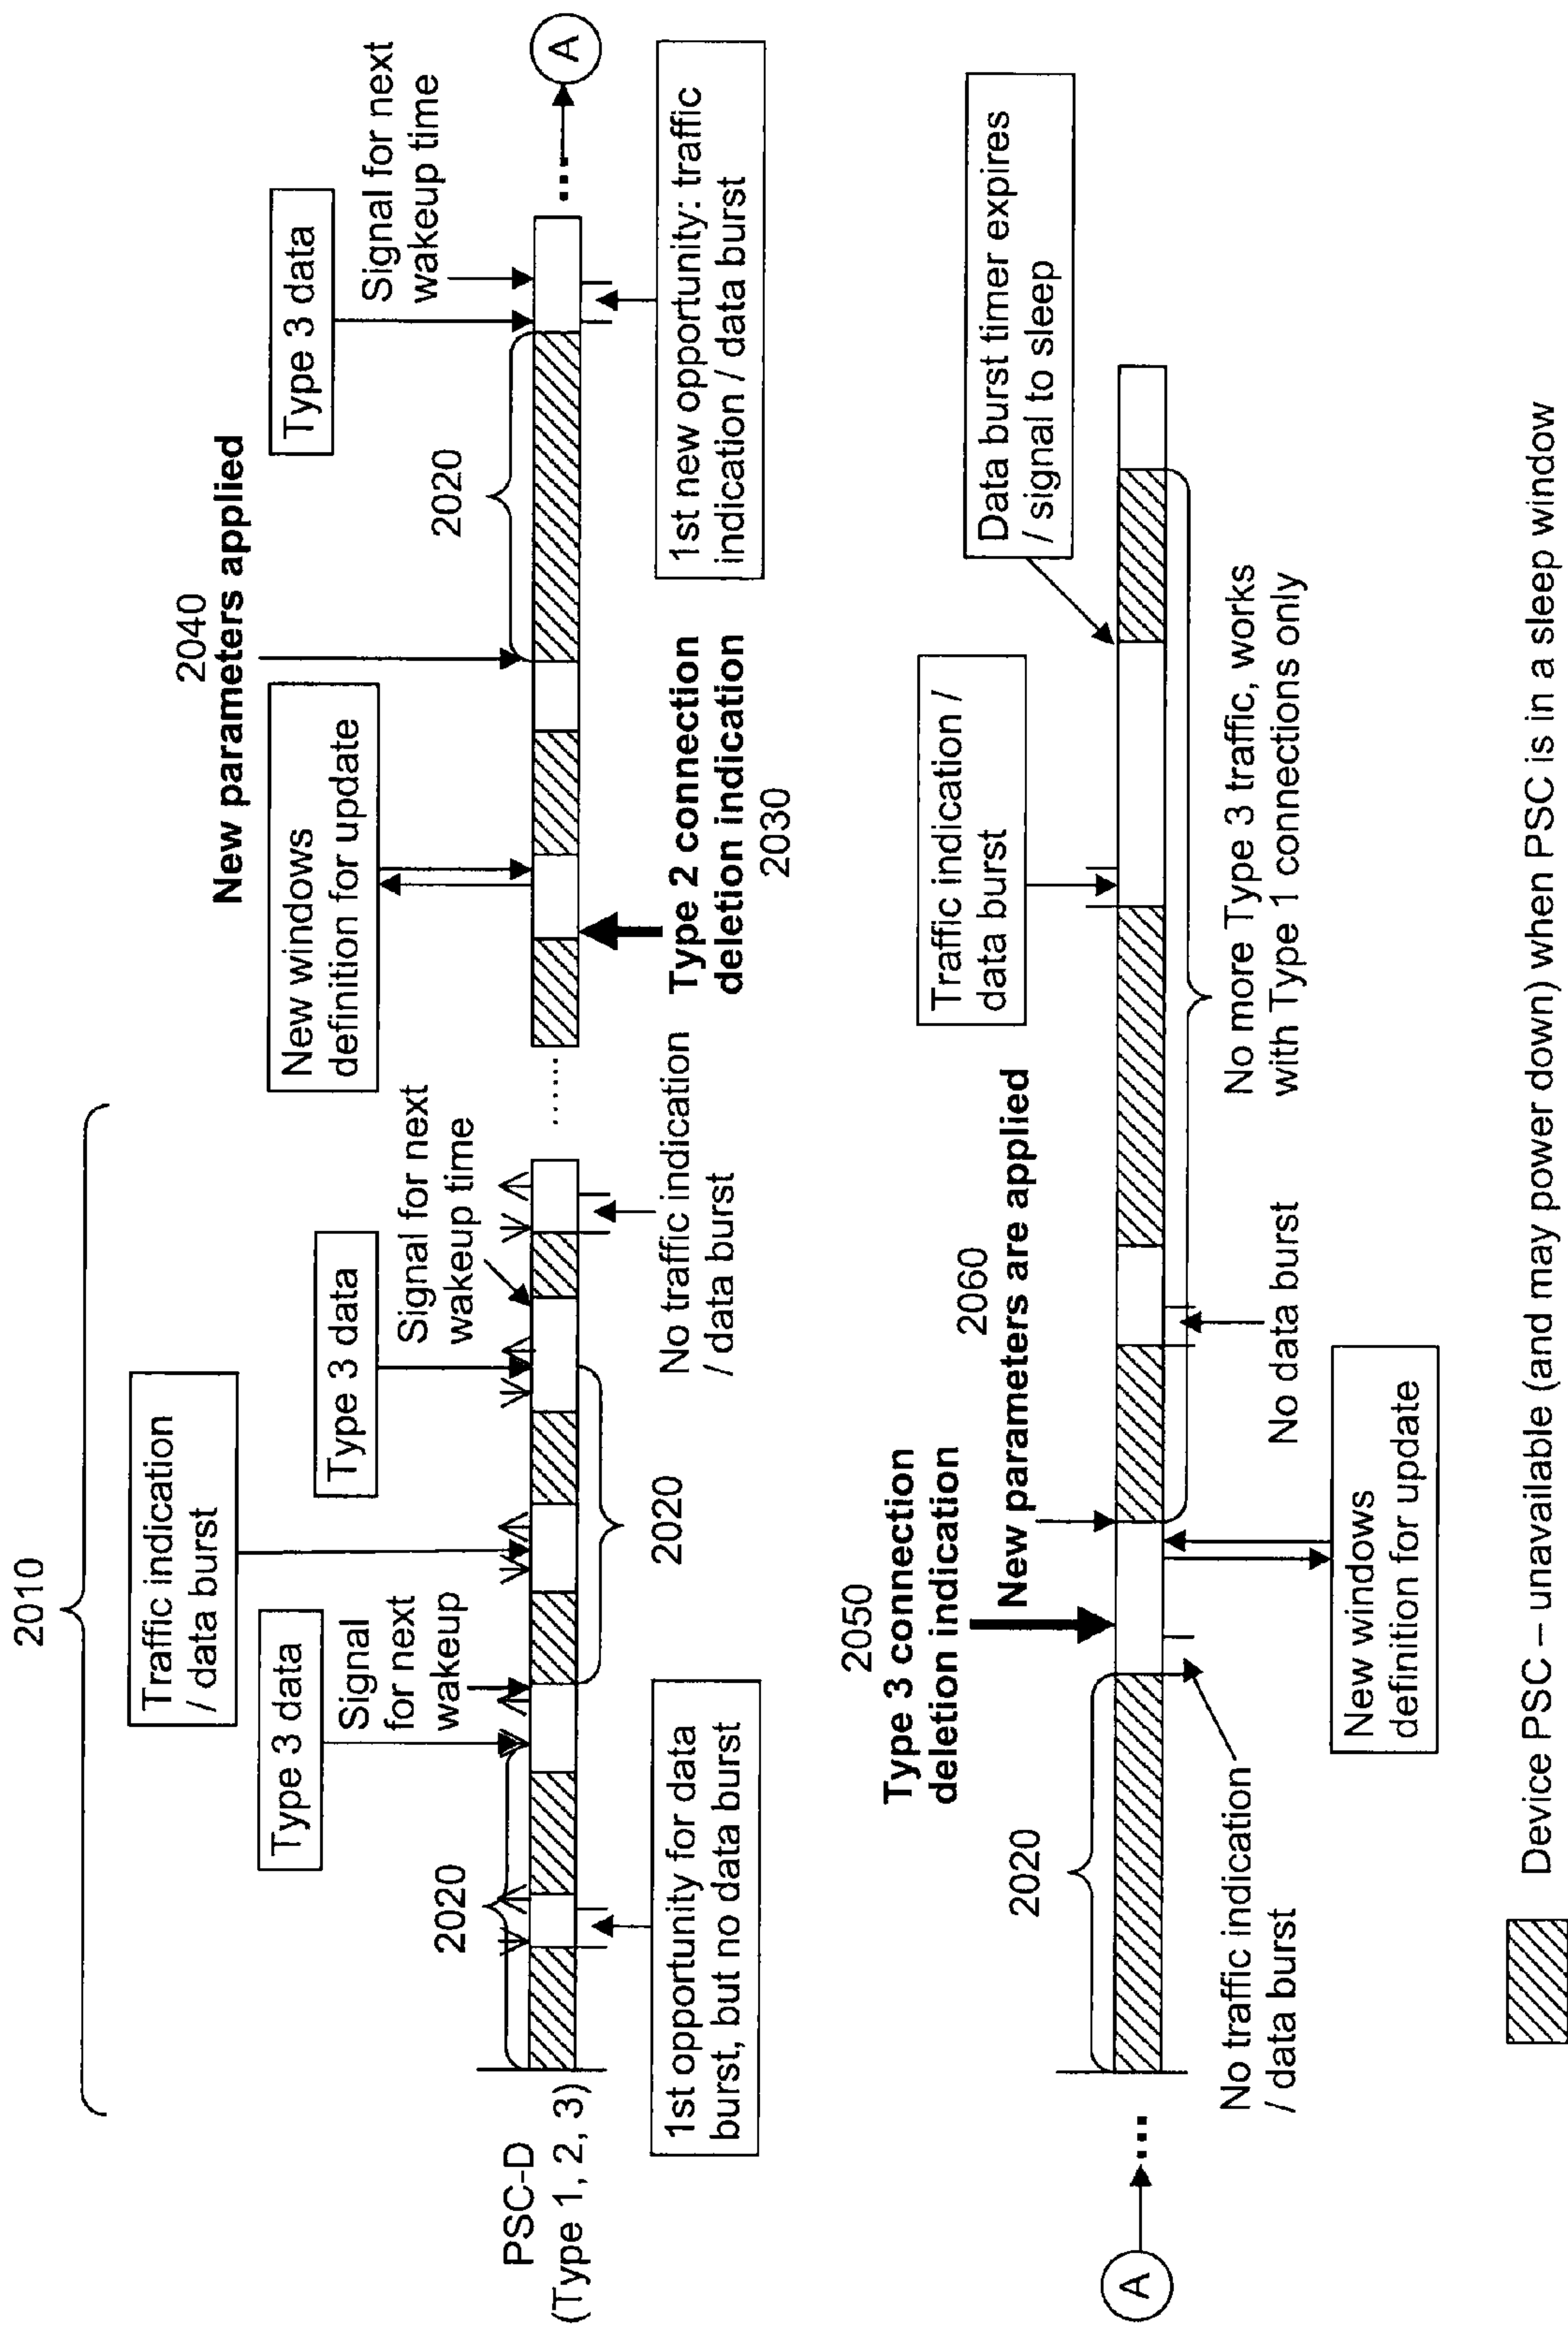 2010
Traffic indication
/ data burst
Type 3 data
Signal
for next
wakeup
Type 3 data
Signal for next
wakeup time
2020
2020
PSC-D
(Type 1, 2, 3)
1st opportunity for data
burst, but no data burst
No traffic indication
/ data burst
2040
New parameters applied
New windows
definition for update
2020
Type 3 data
Signal for next
wakeup time
A
Type 2 connection
deletion indication
2030
1st new opportunity: traffic
indication / data burst
A
2020
2050
Type 3 connection
deletion indication
2060
New parameters are applied
Traffic indication /
data burst
Data burst timer expires
/ signal to sleep
No traffic indication
/ data burst
New windows
definition for update
No data burst
No more Type 3 traffic, works
with Type 1 connections only
Device PSC – unavailable (and may power down) when PSC is in a sleep window